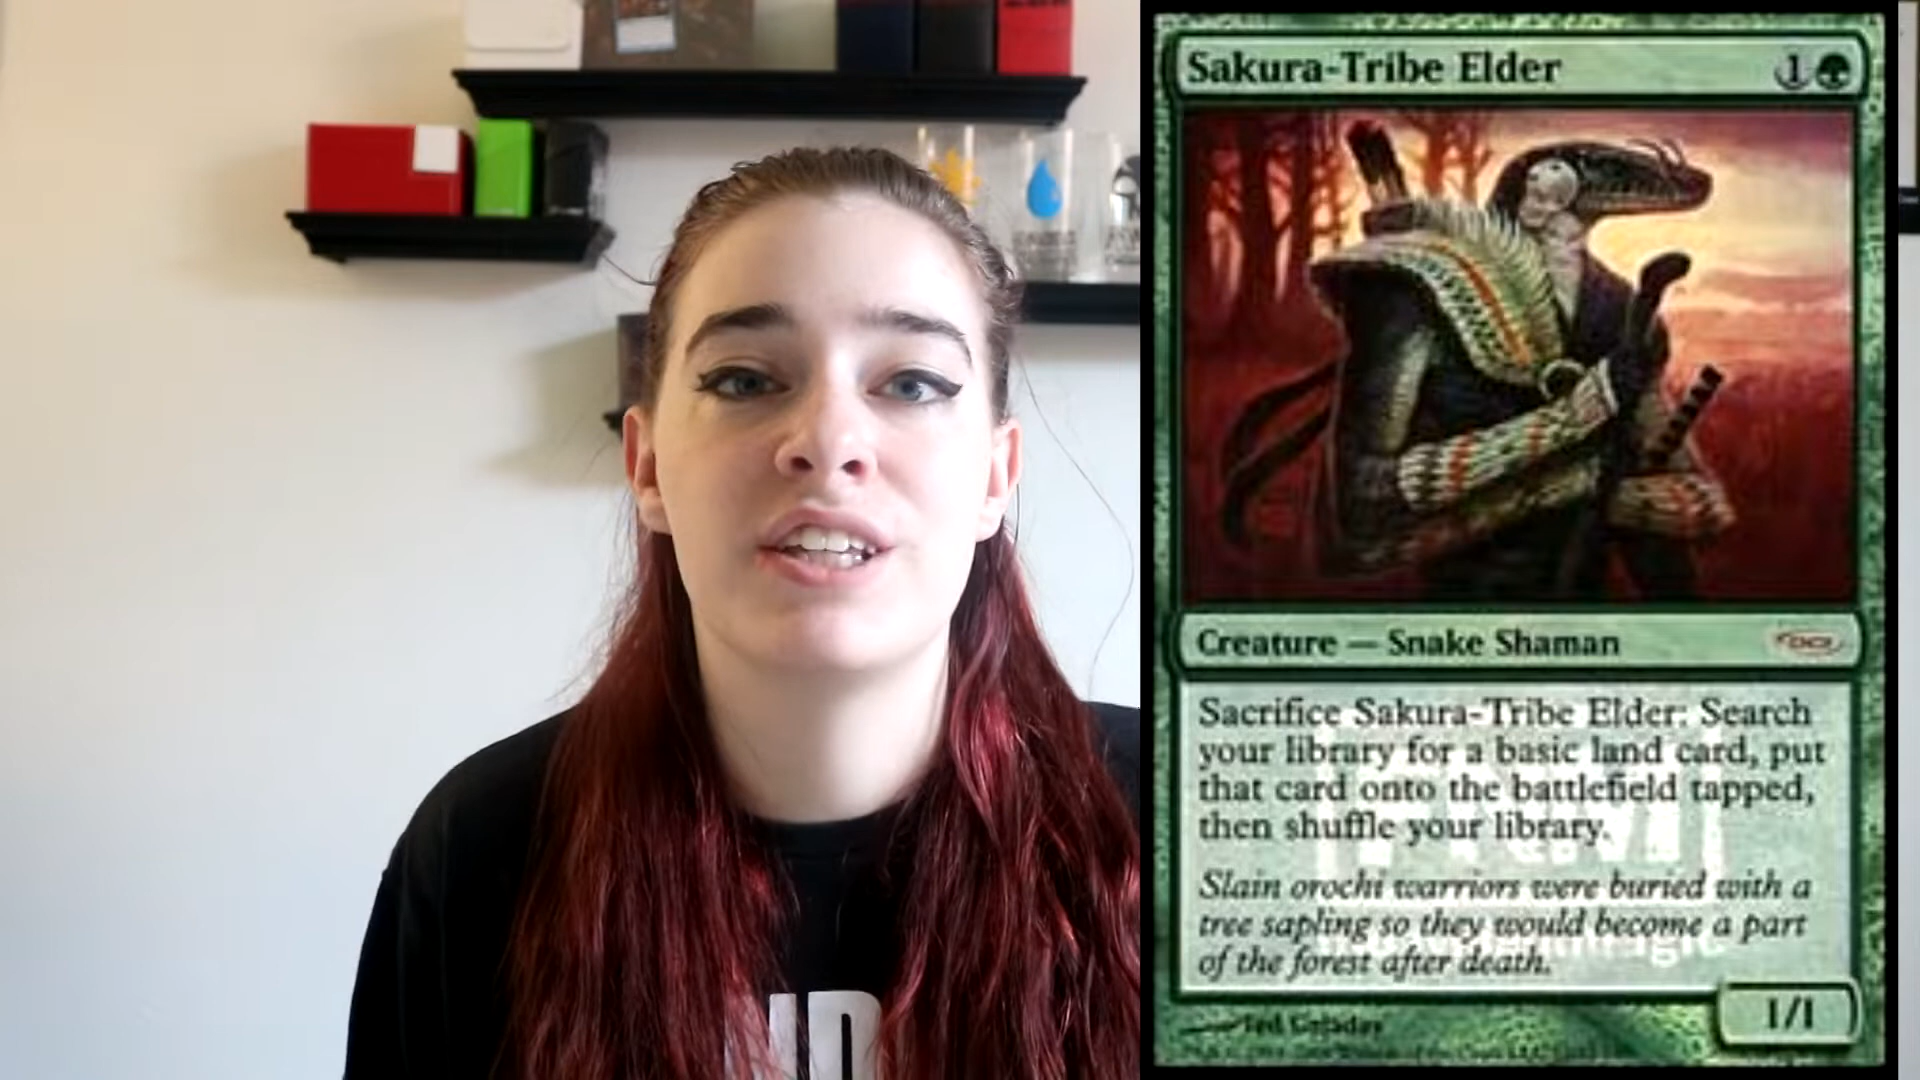 Sakura-Tribe Elder
1
Creature — Snake Shaman
DCI
Sacrifice Sakura-Tribe Elder: Search
your library for a basic land card, put
that card onto the battlefield tapped,
then shuffle your library.
Slain orochi warriors were buried with a
tree sapling so they would become a part
of the forest after death.
1/1